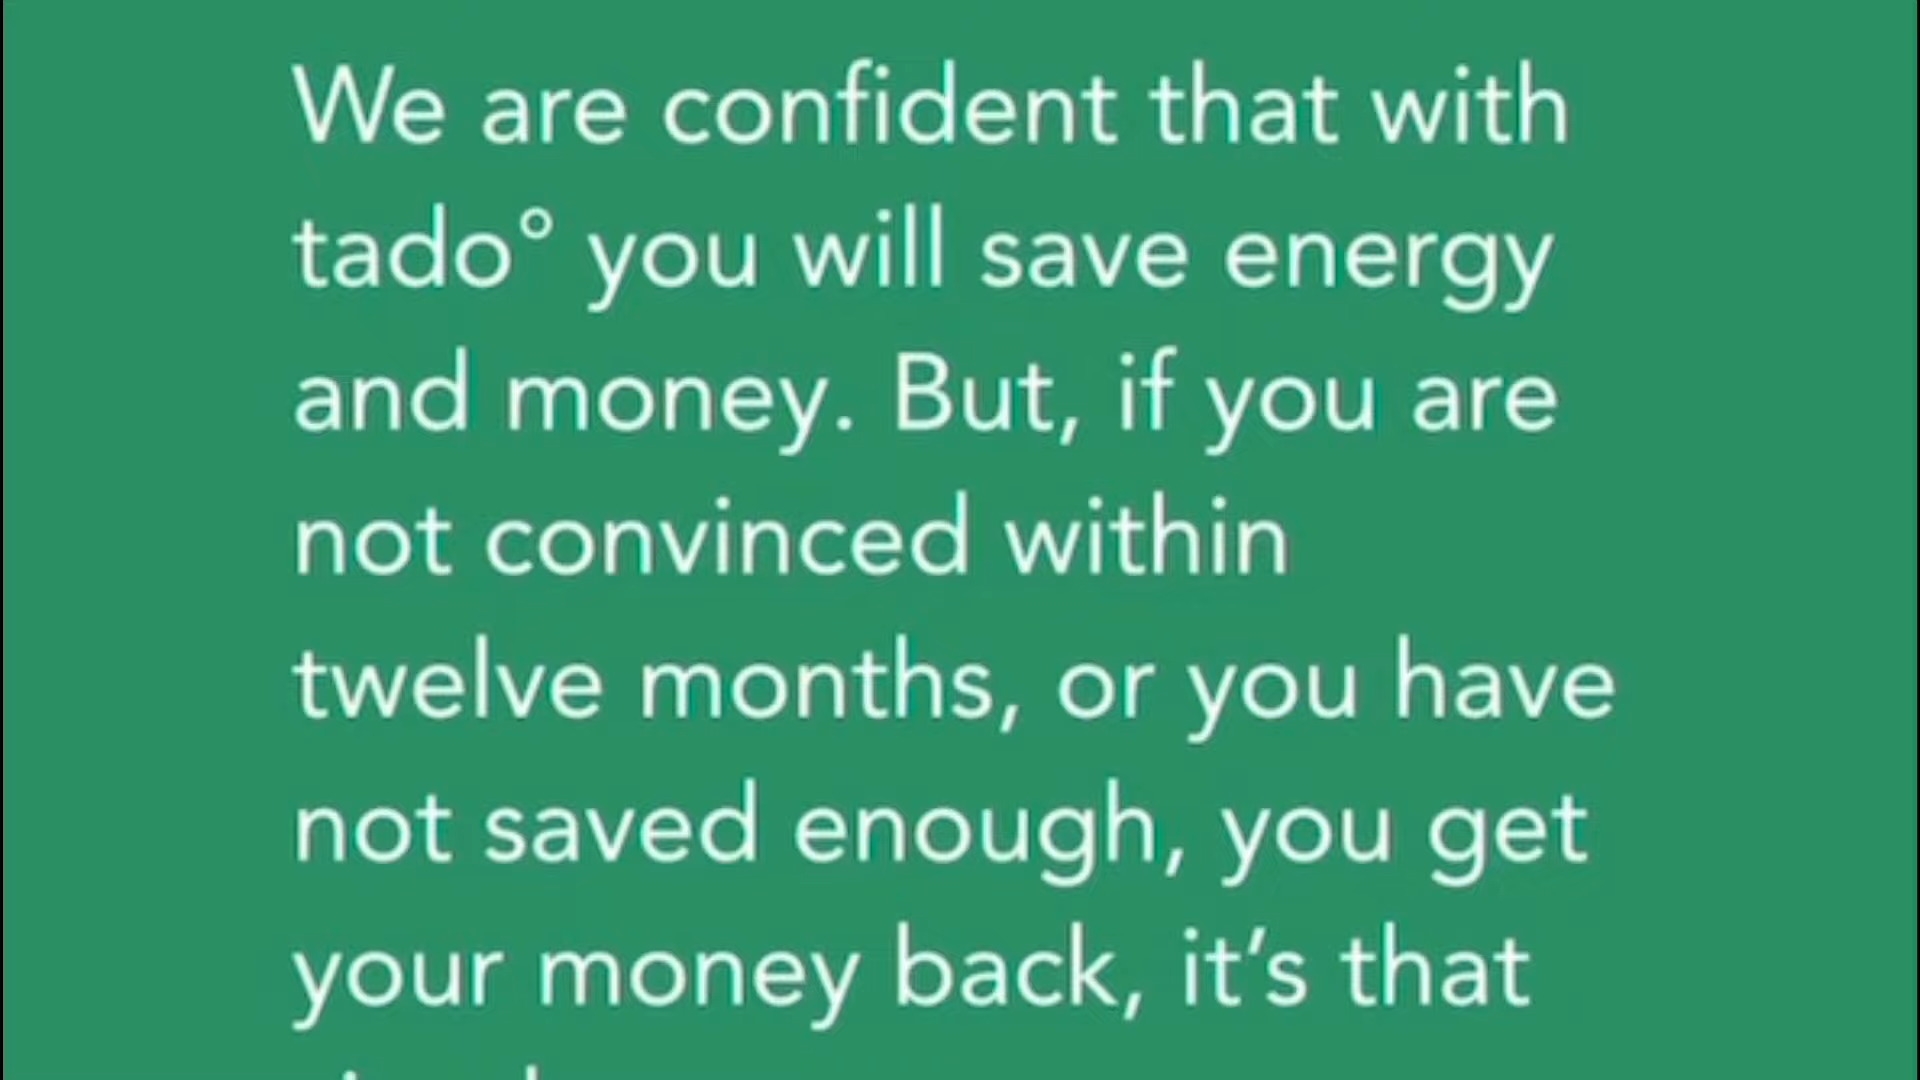 We are confident that with
tado° you will save energy
and money. But, if you are
not convinced within
twelve months, or you have
not saved enough, you get
your money back, it’s that